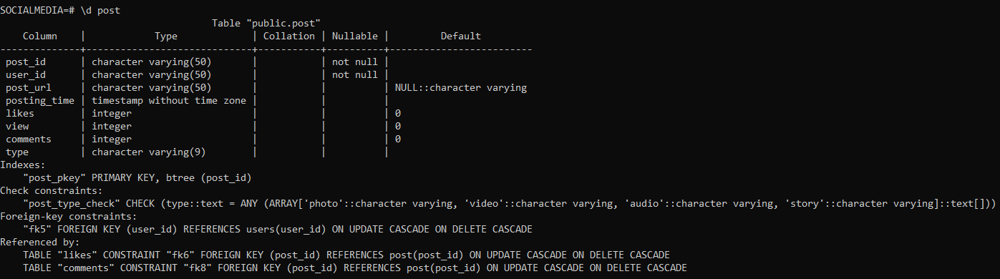 SOCIALMEDIA=# \d post
                                     Table "public.post"
    Column    |            Type             | Collation | Nullable |         Default
--------------+-----------------------------+-----------+----------+-------------------------
 post_id      | character varying(50)       |           | not null |
 user_id      | character varying(50)       |           | not null |
 post_url     | character varying(50)       |           |          | NULL::character varying
 posting_time | timestamp without time zone |           |          |
 likes        | integer                     |           |          | 0
 view         | integer                     |           |          | 0
 comments     | integer                     |           |          | 0
 type         | character varying(9)        |           |          |
Indexes:
    "post_pkey" PRIMARY KEY, btree (post_id)
Check constraints:
    "post_type_check" CHECK (type::text = ANY (ARRAY['photo'::character varying, 'video'::character varying, 'audio'::character varying, 'story'::character varying]::text[]))
Foreign-key constraints:
    "fk5" FOREIGN KEY (user_id) REFERENCES users(user_id) ON UPDATE CASCADE ON DELETE CASCADE
Referenced by:
    TABLE "likes" CONSTRAINT "fk6" FOREIGN KEY (post_id) REFERENCES post(post_id) ON UPDATE CASCADE ON DELETE CASCADE
    TABLE "comments" CONSTRAINT "fk8" FOREIGN KEY (post_id) REFERENCES post(post_id) ON UPDATE CASCADE ON DELETE CASCADE